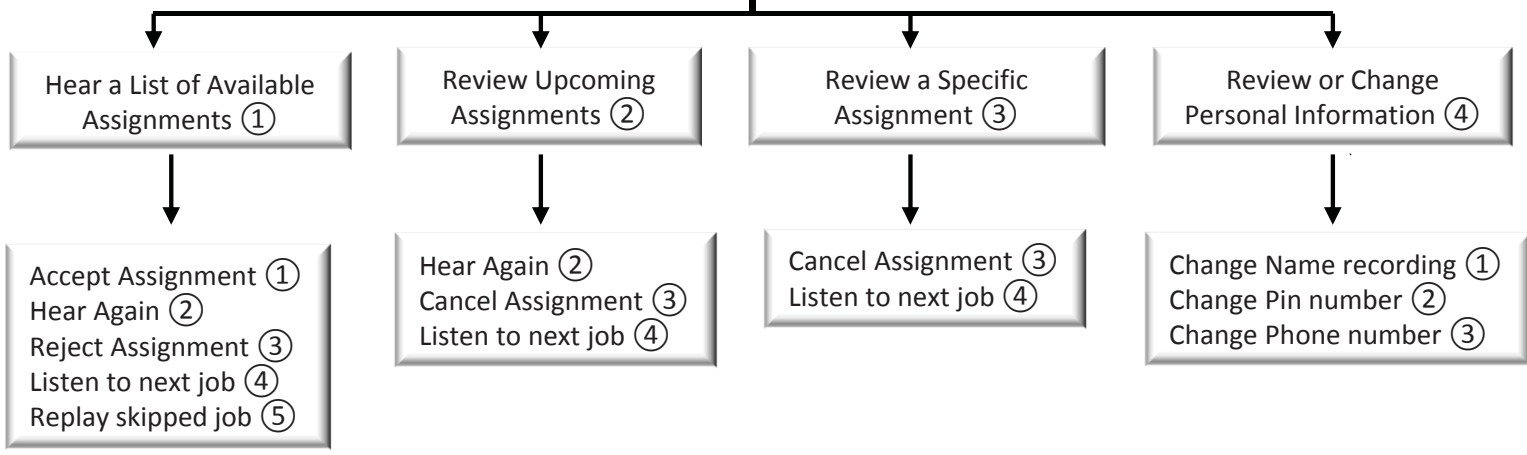 Hear a List of Available
Assignments ①
Review Upcoming
Assignments ②
Review a Specific
Assignment ③
Review or Change
Personal Information ④
Accept Assignment ①
Hear Again ②
Reject Assignment ③
Listen to next job ④
Replay skipped job ⑤
Hear Again ②
Cancel Assignment ③
Listen to next job ④
Cancel Assignment ③
Listen to next job ④
Change Name recording ①
Change Pin number ②
Change Phone number ③